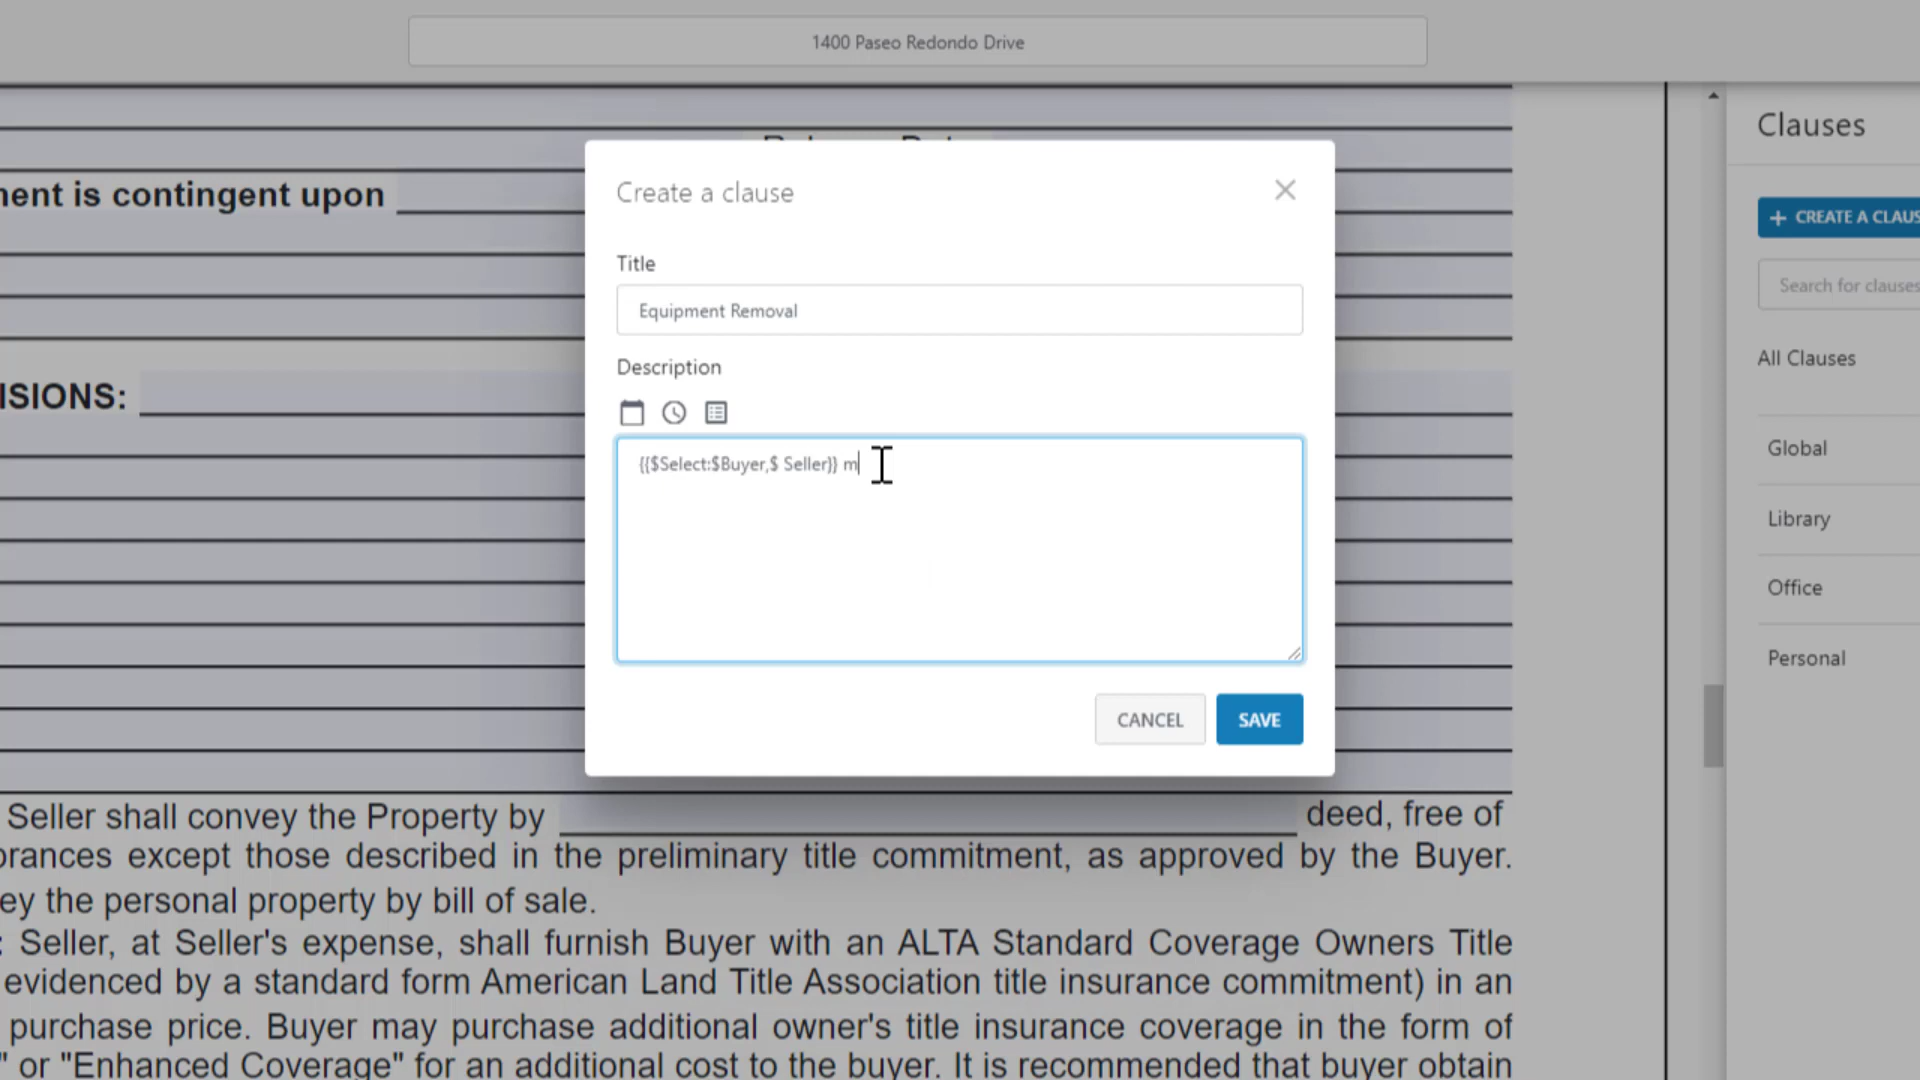 1400 Paseo Redondo Drive
Clauses
ent is contingent upon
Create a clause
+ CREATE A CLAUS
Title
Search for clauses
Equipment Removal
All Clauses
Description
ISIONS:
Global
{{$Select:$Buyer,$ Seller}} m
Library
Office
Personal
CANCEL
SAVE
Seller shall convey the Property by deed, free of
rances except those described in the preliminary title commitment, as approved by the Buyer.
ey the personal property by bill of sale.
: Seller, at Seller's expense, shall furnish Buyer with an ALTA Standard Coverage Owners Title
evidenced by a standard form American Land Title Association title insurance commitment) in an
purchase price. Buyer may purchase additional owner's title insurance coverage in the form of
" or "Enhanced Coverage" for an additional cost to the buyer. It is recommended that buyer obtain